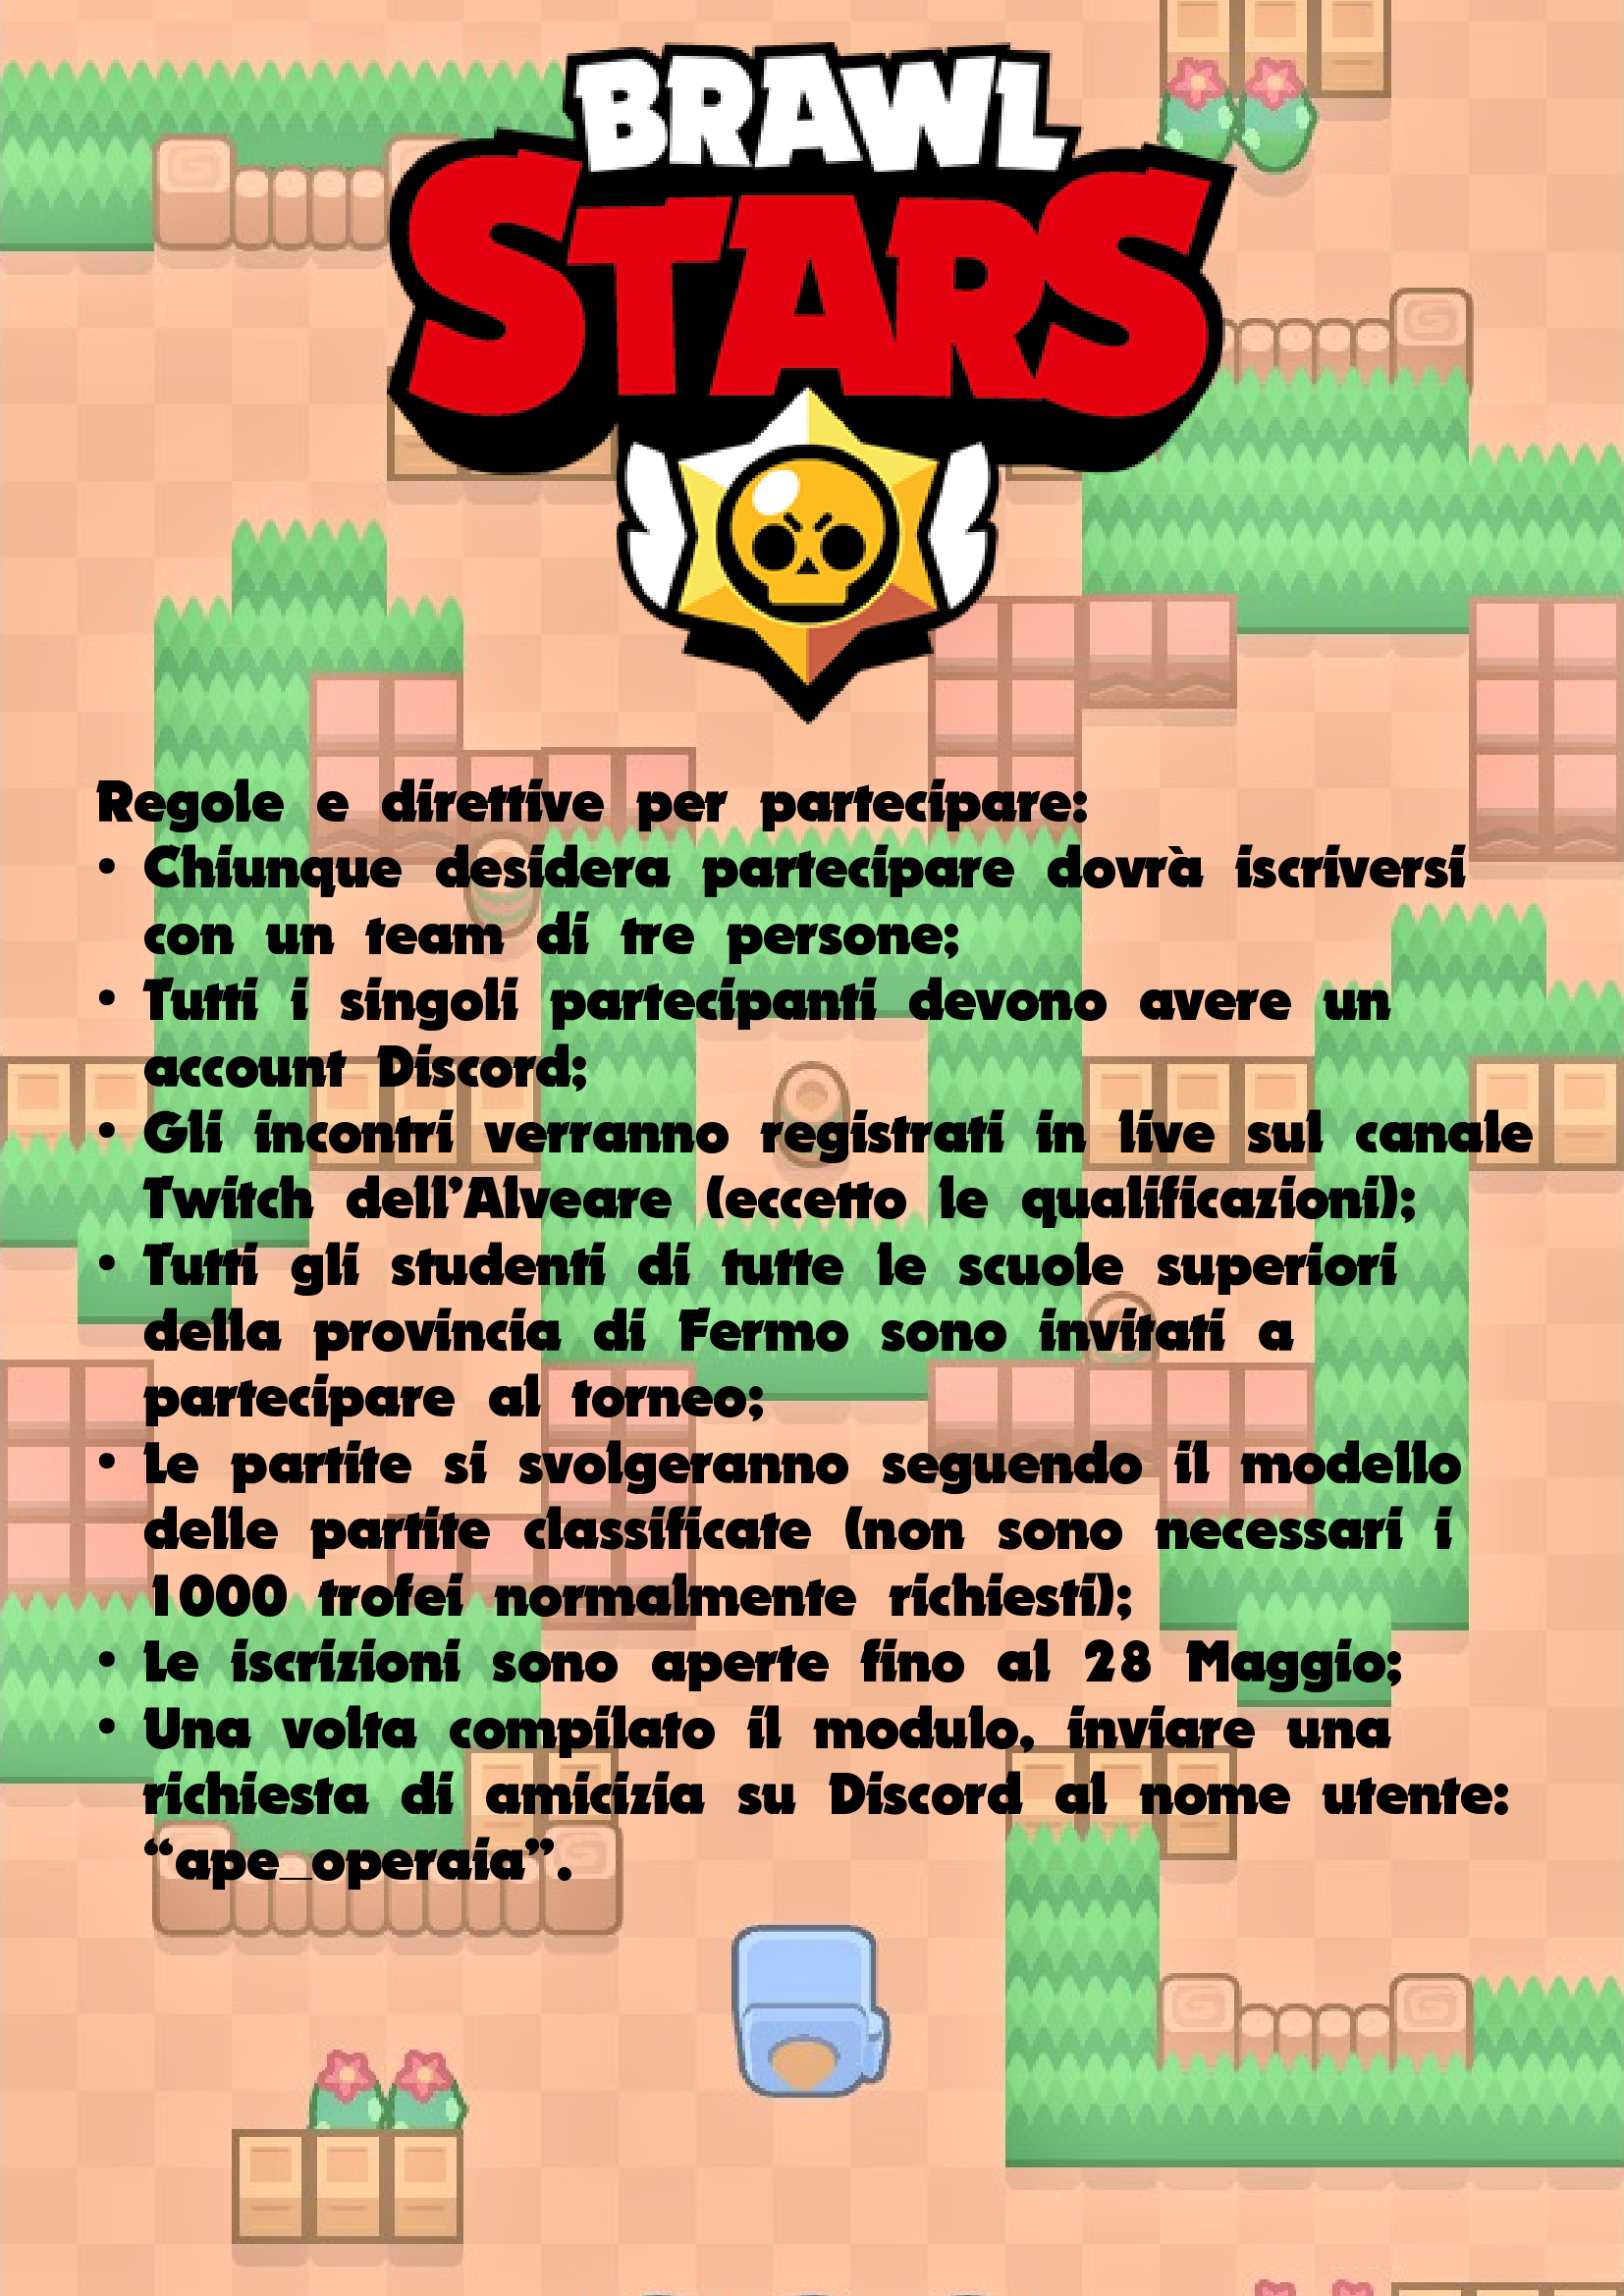 BRAWL
STARS
Regole e direttive per partecipare:
• Chiunque desidera partecipare dovrà iscriversi
con un team di tre persone;
• Tutti i singoli partecipanti devono avere un
account Discord;
• Gli incontri verranno registrati in live sul canale
Twitch dell’Alveare (eccetto le qualificazioni);
• Tutti gli studenti di tutte le scuole superiori
della provincia di Fermo sono invitati a
partecipare al torneo;
• Le partite si svolgeranno seguendo il modello
delle partite classificate (non sono necessari i
1000 trofei normalmente richiesti);
• Le iscrizioni sono aperte fino al 28 Maggio;
• Una volta compilato il modulo, inviare una
richiesta di amicizia su Discord al nome utente:
“ape_operaia”.